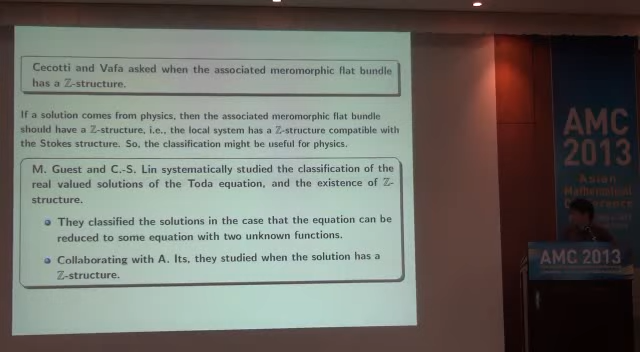 Cecotti and Vafa asked when the associated meromorphic flat bundle
has a ℤ-structure.
If a solution comes from physics, then the associated meromorphic flat bundle
should have a ℤ-structure, i.e., the local system has a ℤ-structure compatible with
the Stokes structure. So, the classification might be useful for physics.
M. Guest and C.-S. Lin systematically studied the classification of the
real valued solutions of the Toda equation, and the existence of ℤ-
structure.
They classified the solutions in the case that the equation can be
reduced to some equation with two unknown functions.
Collaborating with A. Its, they studied when the solution has a
ℤ-structure.
AMC
2013
Asian
Mathematical
Conference
AMC 2013